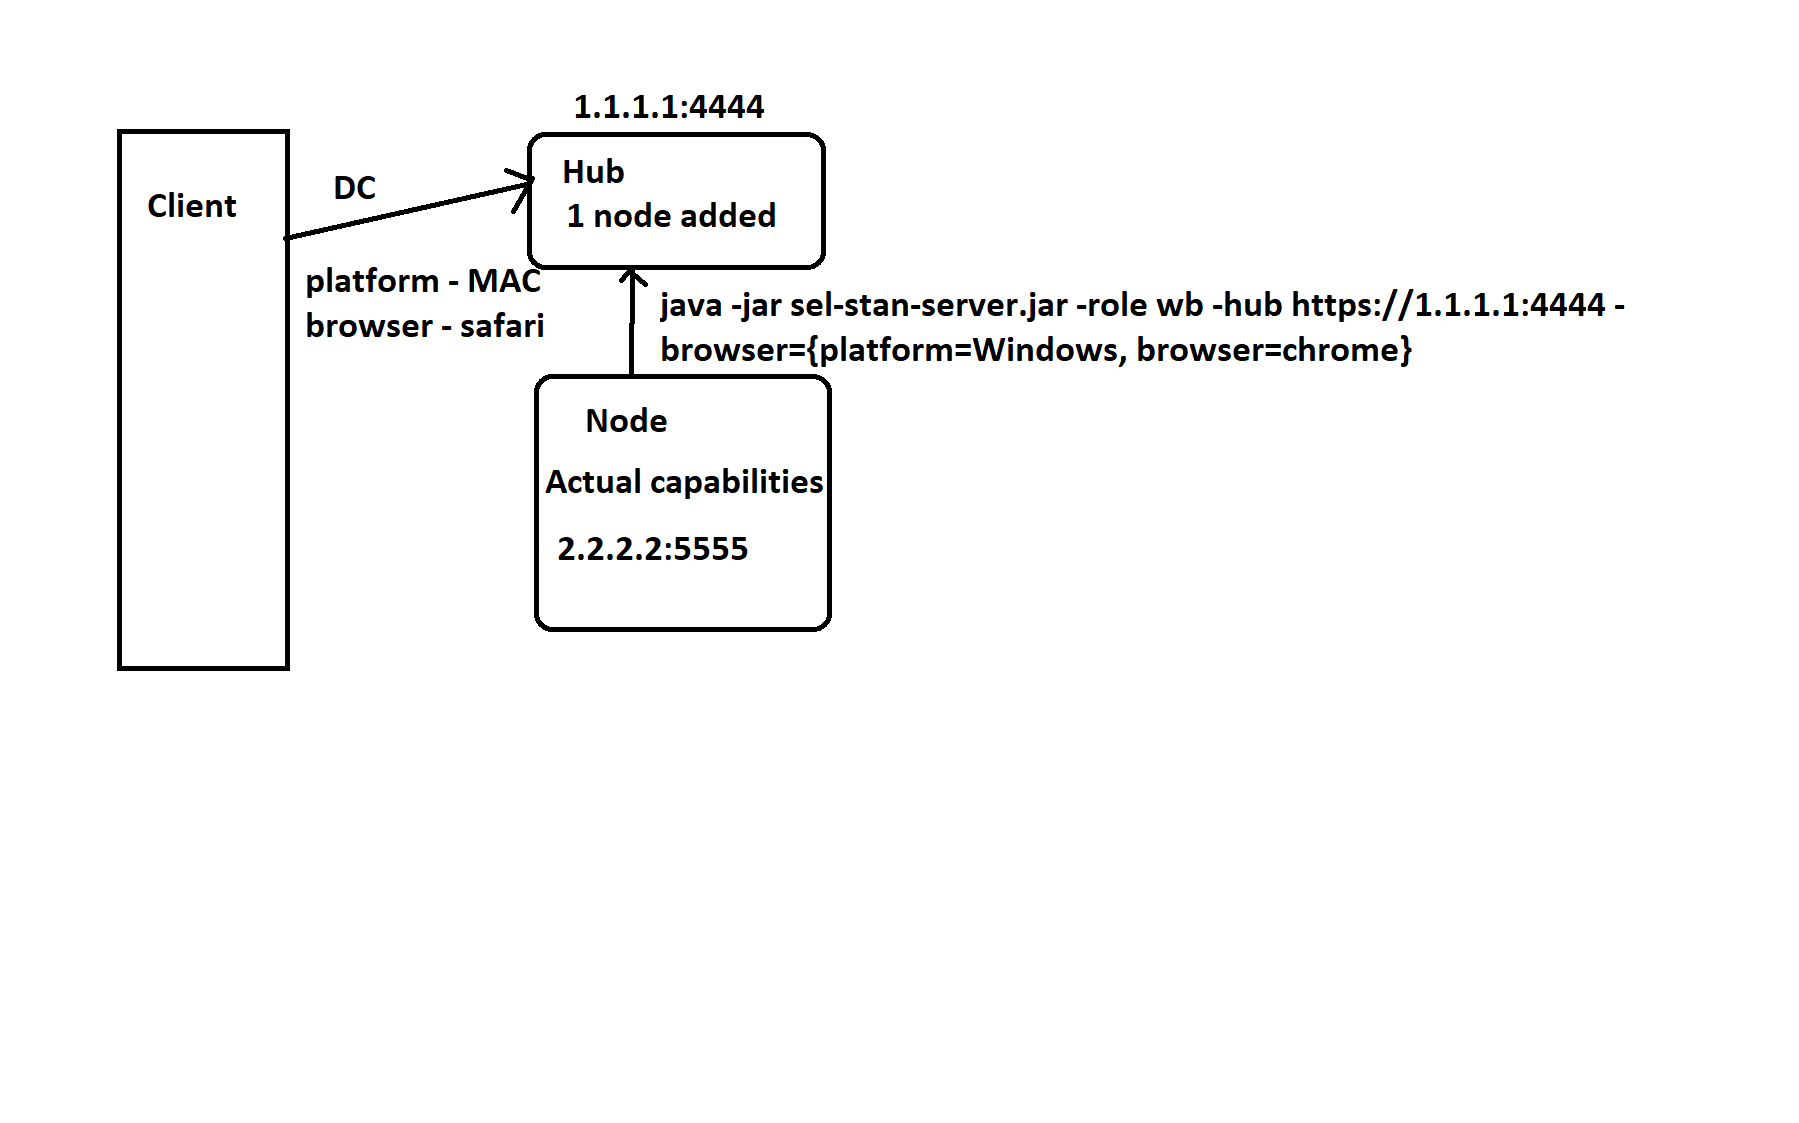 1.1.1.1:4444
Client
DC
Hub
1 node added
platform - MAC
browser - safari
java -jar sel-stan-server.jar -role wb -hub https://1.1.1.1:4444 -
browser={platform=Windows, browser=chrome}
Node
Actual capabilities
2.2.2.2:5555